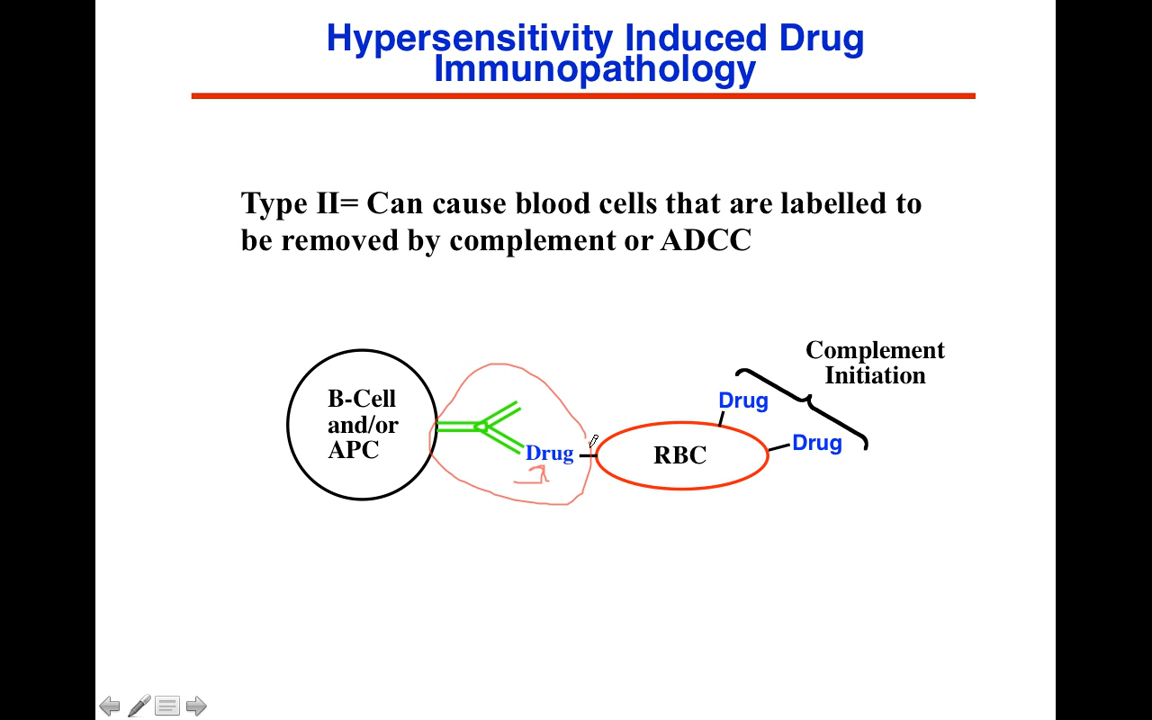 Hypersensitivity Induced Drug
Immunopathology
Type II= Can cause blood cells that are labelled to
be removed by complement or ADCC
Complement
Initiation
B-Cell
and/or
APC
Drug
RBC
Drug
Drug